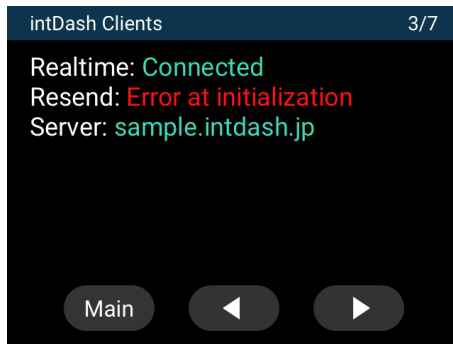 intDash Clients 3/7
Realtime: Connected
Resend: Error at initialization
Server: sample.intdash.jp
Main